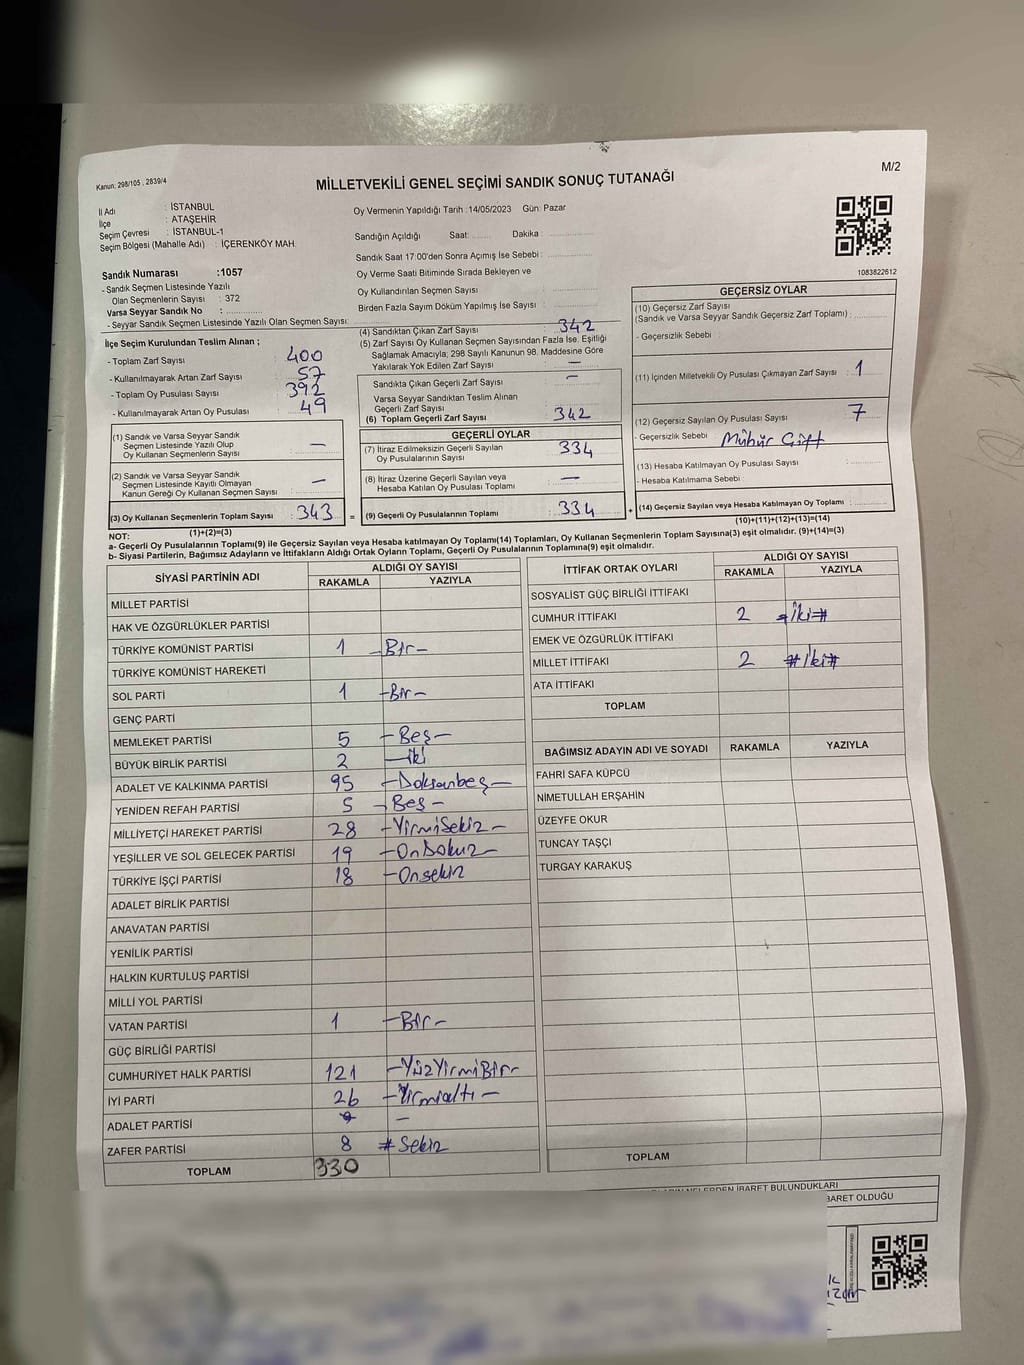 Kanun; 298/105 , 2839/4
M/2
MİLLETVEKİLİ GENEL SEÇİMİ SANDIK SONUÇ TUTANAĞI
İl Adı : İSTANBUL
İlçe : ATAŞEHİR
Seçim Çevresi : İSTANBUL-1
Seçim Bölgesi (Mahalle Adı) : İÇERENKÖY MAH.
Sandık Numarası :1057
- Sandık Seçmen Listesinde Yazılı
Olan Seçmenlerin Sayısı : 372
Varsa Seyyar Sandık No :
- Seyyar Sandık Seçmen Listesinde Yazılı Olan Seçmen Sayısı:
Oy Vermenin Yapıldığı Tarih :14/05/2023 Gün: Pazar
Sandığın Açıldığı Saat: Dakika :
Sandık Saat 17:00'den Sonra Açımış İse Sebebi :
Oy Verme Saati Bitiminde Sırada Bekleyen ve
Oy Kullandırılan Seçmen Sayısı :
Birden Fazla Sayım Döküm Yapılmış İse Sayısı :
1083822612
İlçe Seçim Kurulundan Teslim Alınan ;
- Toplam Zarf Sayısı : 400
- Kullanılmayarak Artan Zarf Sayısı : 57
- Toplam Oy Pusulası Sayısı : 392
- Kullanılmayarak Artan Oy Pusulası : 49
(4) Sandıktan Çıkan Zarf Sayısı : 342
(5) Zarf Sayısı Oy Kullanan Seçmen Sayısından Fazla İse, Eşitliği
Sağlamak Amacıyla; 298 Sayılı Kanunun 98. Maddesine Göre
Yakılarak Yok Edilen Zarf Sayısı : —
Sandıkta Çıkan Geçerli Zarf Sayısı : —
Varsa Seyyar Sandıktan Teslim Alınan
Geçerli Zarf Sayısı :
(6) Toplam Geçerli Zarf Sayısı : 342
GEÇERSİZ OYLAR
(10) Geçersiz Zarf Sayısı
(Sandık ve Varsa Seyyar Sandık Geçersiz Zarf Toplamı) :
- Geçersizlik Sebebi :
(11) İçinden Milletvekili Oy Pusulası Çıkmayan Zarf Sayısı : 1
(12) Geçersiz Sayılan Oy Pusulası Sayısı : 7
- Geçersizlik Sebebi : Mühür Çift
(13) Hesaba Katılmayan Oy Pusulası Sayısı :
- Hesaba Katılmama Sebebi :
(14) Geçersiz Sayılan veya Hesaba Katılmayan Oy Toplamı :
(10)+(11)+(12)+(13)=(14)
(1) Sandık ve Varsa Seyyar Sandık
Seçmen Listesinde Yazılı Olup
Oy Kullanan Seçmenlerin Sayısı : —
(2) Sandık ve Varsa Seyyar Sandık
Seçmen Listesinde Kayıtlı Olmayan
Kanun Gereği Oy Kullanan Seçmen Sayısı : —
(3) Oy Kullanan Seçmenlerin Toplam Sayısı : 343 =
(1)+(2)=(3)
GEÇERLİ OYLAR
(7) İtiraz Edilmeksizin Geçerli Sayılan
Oy Pusulalarının Sayısı : 334
(8) İtiraz Üzerine Geçerli Sayılan veya
Hesaba Katılan Oy Pusulası Toplamı : —
(9) Geçerli Oy Pusulalarının Toplamı : 334 +
NOT:
a- Geçerli Oy Pusulalarının Toplamı(9) ile Geçersiz Sayılan veya Hesaba katılmayan Oy Toplamı(14) Toplamları, Oy Kullanan Seçmenlerin Toplam Sayısına(3) eşit olmalıdır. (9)+(14)=(3)
b- Siyasi Partilerin, Bağımsız Adayların ve İttifakların Aldığı Ortak Oyların Toplamı, Geçerli Oy Pusulalarının Toplamına(9) eşit olmalıdır.
SİYASİ PARTİNİN ADI ALDIĞI OY SAYISI
RAKAMLA YAZIYLA
MİLLET PARTİSİ
HAK VE ÖZGÜRLÜKLER PARTİSİ
TÜRKİYE KOMÜNİST PARTİSİ 1 -Bir-
TÜRKİYE KOMÜNİST HAREKETİ
SOL PARTİ 1 -Bir-
GENÇ PARTİ
MEMLEKET PARTİSİ 5 -Beş-
BÜYÜK BİRLİK PARTİSİ 2 -iki
ADALET VE KALKINMA PARTİSİ 95 -Doksanbeş-
YENİDEN REFAH PARTİSİ 5 -Beş-
MİLLİYETÇİ HAREKET PARTİSİ 28 -YirmiSekiz-
YEŞİLLER VE SOL GELECEK PARTİSİ 19 -OnDokuz-
TÜRKİYE İŞÇİ PARTİSİ 18 -Onsekiz
ADALET BİRLİK PARTİSİ
ANAVATAN PARTİSİ
YENİLİK PARTİSİ
HALKIN KURTULUŞ PARTİSİ
MİLLİ YOL PARTİSİ
VATAN PARTİSİ 1 -Bir-
GÜÇ BİRLİĞİ PARTİSİ
CUMHURİYET HALK PARTİSİ 121 -YüzYirmiBir-
İYİ PARTİ 26 -Yirmialtı-
ADALET PARTİSİ –
ZAFER PARTİSİ 8 #Sekiz
TOPLAM 330
İTTİFAK ORTAK OYLARI ALDIĞI OY SAYISI
RAKAMLA YAZIYLA
SOSYALİST GÜÇ BİRLİĞİ İTTİFAKI
CUMHUR İTTİFAKI 2 #iki#
EMEK VE ÖZGÜRLÜK İTTİFAKI
MİLLET İTTİFAKI 2 #iki#
ATA İTTİFAKI
TOPLAM
BAĞIMSIZ ADAYIN ADI VE SOYADI RAKAMLA YAZIYLA
FAHRİ SAFA KÜPCÜ
NİMETULLAH ERŞAHİN
ÜZEYFE OKUR
TUNCAY TAŞÇI
TURGAY KARAKUŞ
TOPLAM
NELERDEN İBARET BULUNDUKLARI
BARET OLDUĞU